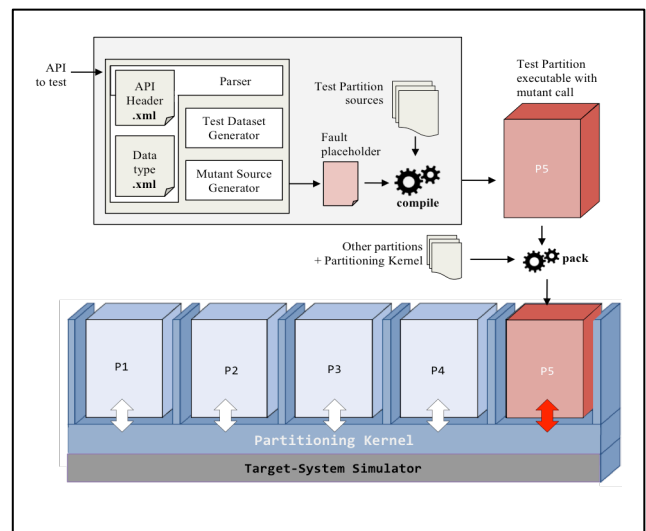 API
to test
API
Header
.xml
Parser
Test Dataset
Generator
Data
type
.xml
Mutant Source
Generator
Fault
placeholder
Test Partition
sources
compile
Test Partition
executable with
mutant call
P5
Other partitions
+ Partitioning Kernel
pack
P1
P2
P3
P4
P5
Partitioning Kernel
Target-System Simulator